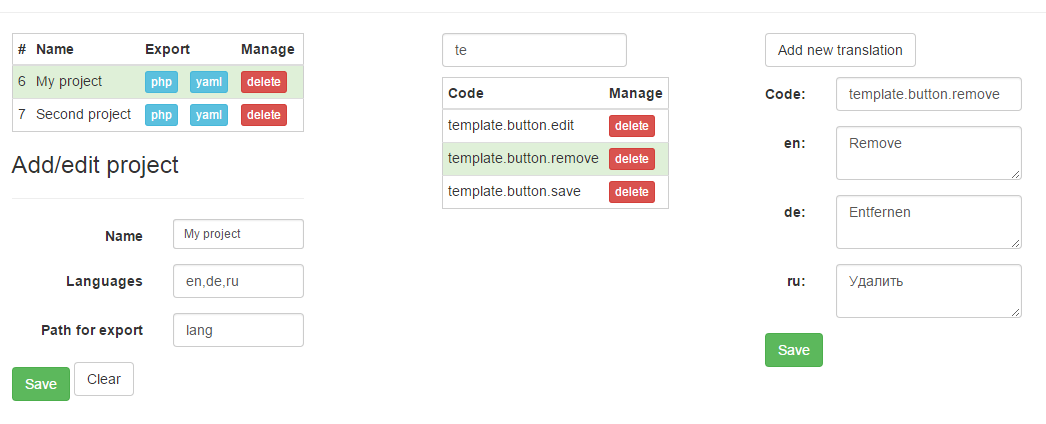 # Name Export Manage
6 My project php yaml delete
7 Second project php yaml delete
Add/edit project
Name My project
Languages en,de,ru
Path for export lang
Save Clear
te
Code Manage
template.button.edit delete
template.button.remove delete
template.button.save delete
Add new translation
Code: template.button.remove
en: Remove
de: Entfernen
ru: Удалить
Save